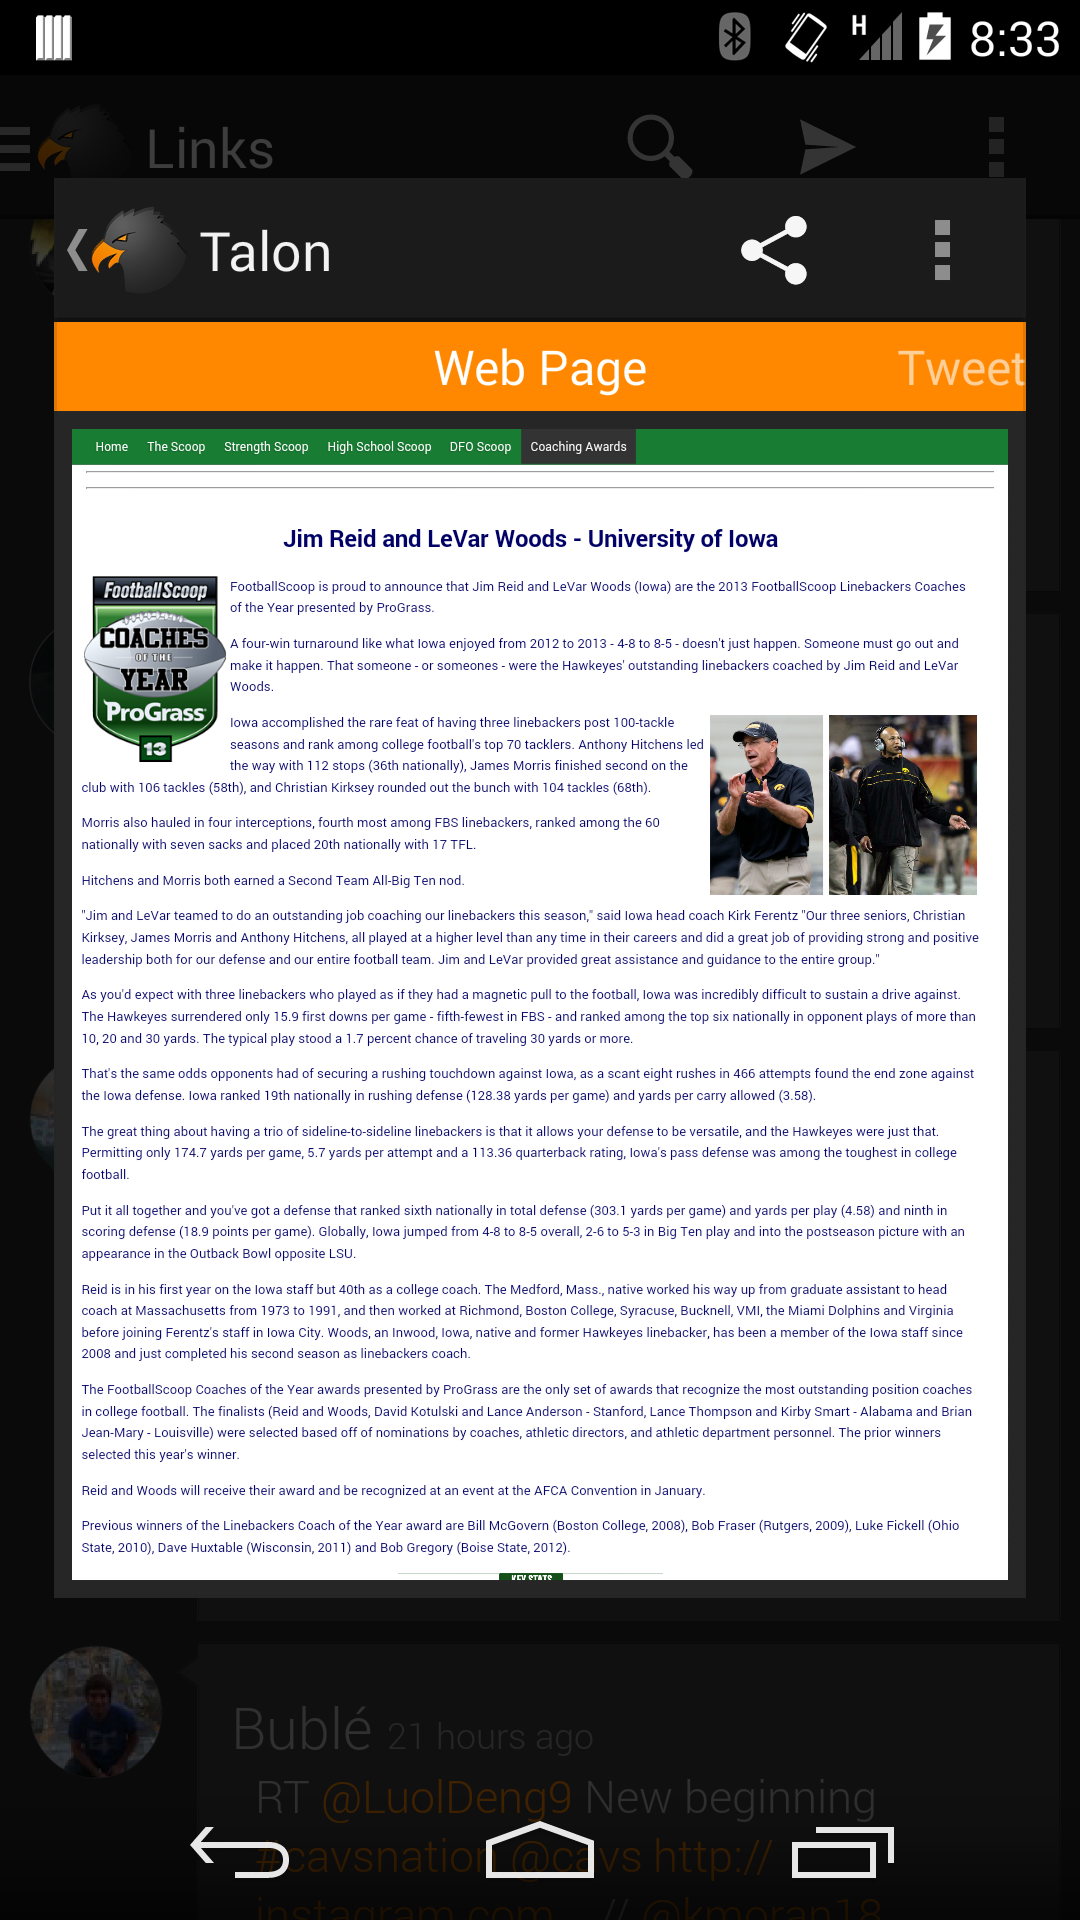 H 8:33
Links
Talon
Web Page Tweet
Home The Scoop Strength Scoop High School Scoop DFO Scoop Coaching Awards
Jim Reid and LeVar Woods - University of Iowa
FootballScoop
COACHES
OF THE
YEAR
ProGrass
13
FootballScoop is proud to announce that Jim Reid and LeVar Woods (Iowa) are the 2013 FootballScoop Linebackers Coaches
of the Year presented by ProGrass.
A four-win turnaround like what Iowa enjoyed from 2012 to 2013 - 4-8 to 8-5 - doesn't just happen. Someone must go out and
make it happen. That someone - or someones - were the Hawkeyes' outstanding linebackers coached by Jim Reid and LeVar
Woods.
Iowa accomplished the rare feat of having three linebackers post 100-tackle
seasons and rank among college football's top 70 tacklers. Anthony Hitchens led
the way with 112 stops (36th nationally), James Morris finished second on the
club with 106 tackles (58th), and Christian Kirksey rounded out the bunch with 104 tackles (68th).
Morris also hauled in four interceptions, fourth most among FBS linebackers, ranked among the 60
nationally with seven sacks and placed 20th nationally with 17 TFL.
Hitchens and Morris both earned a Second Team All-Big Ten nod.
"Jim and LeVar teamed to do an outstanding job coaching our linebackers this season," said Iowa head coach Kirk Ferentz "Our three seniors, Christian
Kirksey, James Morris and Anthony Hitchens, all played at a higher level than any time in their careers and did a great job of providing strong and positive
leadership both for our defense and our entire football team. Jim and LeVar provided great assistance and guidance to the entire group."
As you'd expect with three linebackers who played as if they had a magnetic pull to the football, Iowa was incredibly difficult to sustain a drive against.
The Hawkeyes surrendered only 15.9 first downs per game - fifth-fewest in FBS - and ranked among the top six nationally in opponent plays of more than
10, 20 and 30 yards. The typical play stood a 1.7 percent chance of traveling 30 yards or more.
That's the same odds opponents had of securing a rushing touchdown against Iowa, as a scant eight rushes in 466 attempts found the end zone against
the Iowa defense. Iowa ranked 19th nationally in rushing defense (128.38 yards per game) and yards per carry allowed (3.58).
The great thing about having a trio of sideline-to-sideline linebackers is that it allows your defense to be versatile, and the Hawkeyes were just that.
Permitting only 174.7 yards per game, 5.7 yards per attempt and a 113.36 quarterback rating, Iowa's pass defense was among the toughest in college
football.
Put it all together and you've got a defense that ranked sixth nationally in total defense (303.1 yards per game) and yards per play (4.58) and ninth in
scoring defense (18.9 points per game). Globally, Iowa jumped from 4-8 to 8-5 overall, 2-6 to 5-3 in Big Ten play and into the postseason picture with an
appearance in the Outback Bowl opposite LSU.
Reid is in his first year on the Iowa staff but 40th as a college coach. The Medford, Mass., native worked his way up from graduate assistant to head
coach at Massachusetts from 1973 to 1991, and then worked at Richmond, Boston College, Syracuse, Bucknell, VMI, the Miami Dolphins and Virginia
before joining Ferentz's staff in Iowa City. Woods, an Inwood, Iowa, native and former Hawkeyes linebacker, has been a member of the Iowa staff since
2008 and just completed his second season as linebackers coach.
The FootballScoop Coaches of the Year awards presented by ProGrass are the only set of awards that recognize the most outstanding position coaches
in college football. The finalists (Reid and Woods, David Kotulski and Lance Anderson - Stanford, Lance Thompson and Kirby Smart - Alabama and Brian
Jean-Mary - Louisville) were selected based off of nominations by coaches, athletic directors, and athletic department personnel. The prior winners
selected this year's winner.
Reid and Woods will receive their award and be recognized at an event at the AFCA Convention in January.
Previous winners of the Linebackers Coach of the Year award are Bill McGovern (Boston College, 2008), Bob Fraser (Rutgers, 2009), Luke Fickell (Ohio
State, 2010), Dave Huxtable (Wisconsin, 2011) and Bob Gregory (Boise State, 2012).
KEY STATS
Bublé 21 hours ago
RT @LuolDeng9 New beginning
#cavsnation @cavs http://
instagram.com // @kmoran18